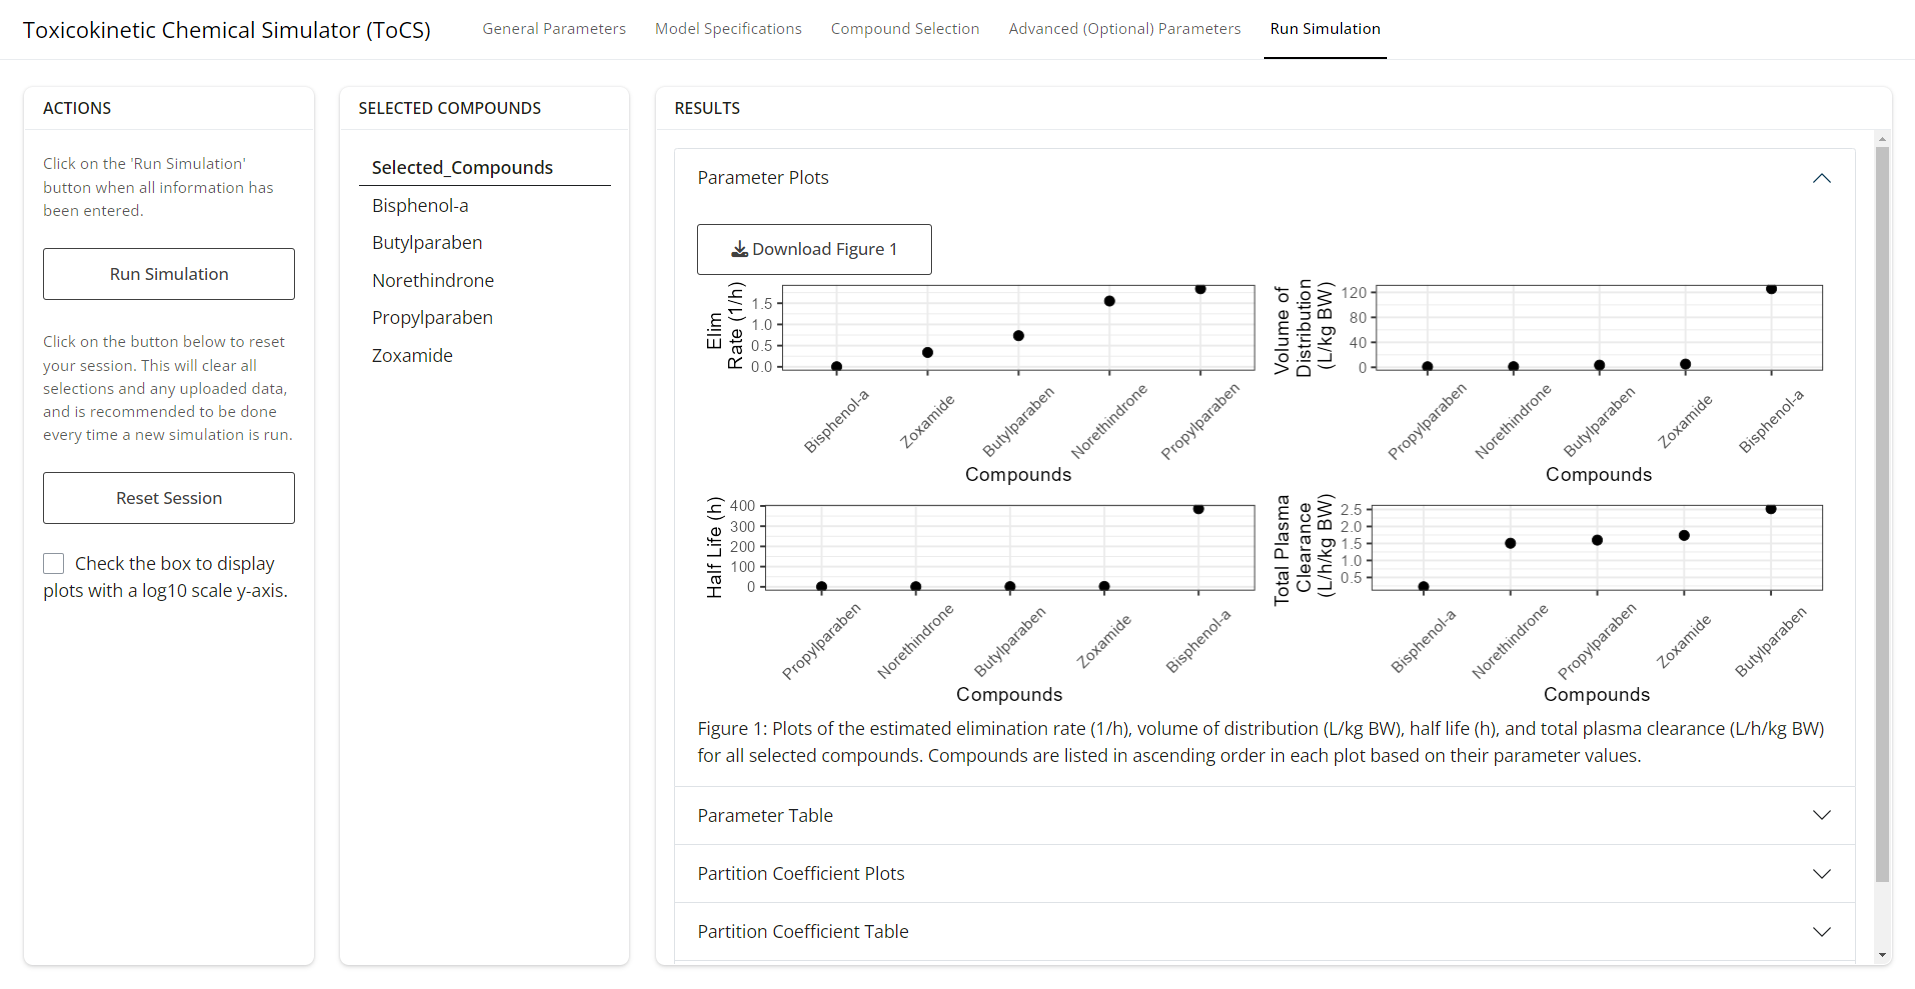 Toxicokinetic Chemical Simulator (ToCS)
General Parameters
Model Specifications
Compound Selection
Advanced (Optional) Parameters
Run Simulation
ACTIONS
Click on the 'Run Simulation'
button when all information has
been entered.
Run Simulation
Click on the button below to reset
your session. This will clear all
selections and any uploaded data,
and is recommended to be done
every time a new simulation is run.
Reset Session
Check the box to display
plots with a log10 scale y-axis.
SELECTED COMPOUNDS
Selected_Compounds
Bisphenol-a
Butylparaben
Norethindrone
Propylparaben
Zoxamide
RESULTS
Parameter Plots
Download Figure 1
Elim
Rate (1/h)
1.5
1.0
0.5
0.0
Bisphenol-a
Zoxamide
Butylparaben
Norethindrone
Propylparaben
Compounds
Volume of
Distribution
(L/kg BW)
120
80
40
0
Propylparaben
Norethindrone
Butylparaben
Zoxamide
Bisphenol-a
Compounds
Half Life (h)
400
300
200
100
0
Propylparaben
Norethindrone
Butylparaben
Zoxamide
Bisphenol-a
Compounds
Total Plasma
Clearance
(L/h/kg BW)
2.5
2.0
1.5
1.0
0.5
Bisphenol-a
Norethindrone
Propylparaben
Zoxamide
Butylparaben
Compounds
Figure 1: Plots of the estimated elimination rate (1/h), volume of distribution (L/kg BW), half life (h), and total plasma clearance (L/h/kg BW)
for all selected compounds. Compounds are listed in ascending order in each plot based on their parameter values.
Parameter Table
Partition Coefficient Plots
Partition Coefficient Table